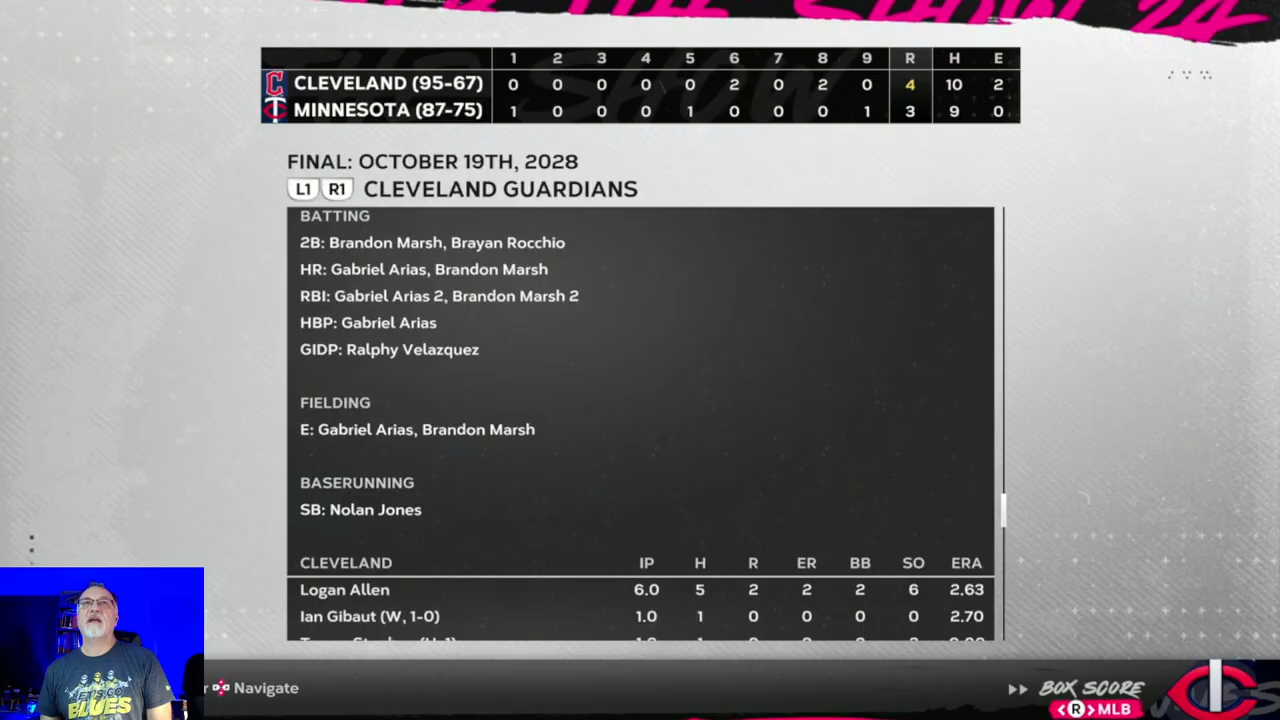 THE SHOW 24
1 2 3 4 5 6 7 8 9 R H E
CLEVELAND (95-67) 0 0 0 0 0 2 0 2 0 4 10 2
MINNESOTA (87-75) 1 0 0 0 1 0 0 0 1 3 9 0
FINAL: OCTOBER 19TH, 2028
L1 R1 CLEVELAND GUARDIANS
BATTING
2B: Brandon Marsh, Brayan Rocchio
HR: Gabriel Arias, Brandon Marsh
RBI: Gabriel Arias 2, Brandon Marsh 2
HBP: Gabriel Arias
GIDP: Ralphy Velazquez
FIELDING
E: Gabriel Arias, Brandon Marsh
BASERUNNING
SB: Nolan Jones
CLEVELAND IP H R ER BB SO ERA
Logan Allen 6.0 5 2 2 2 6 2.63
Ian Gibaut (W, 1-0) 1.0 1 0 0 0 0 2.70
Navigate
BOX SCORE
R MLB
BLUES